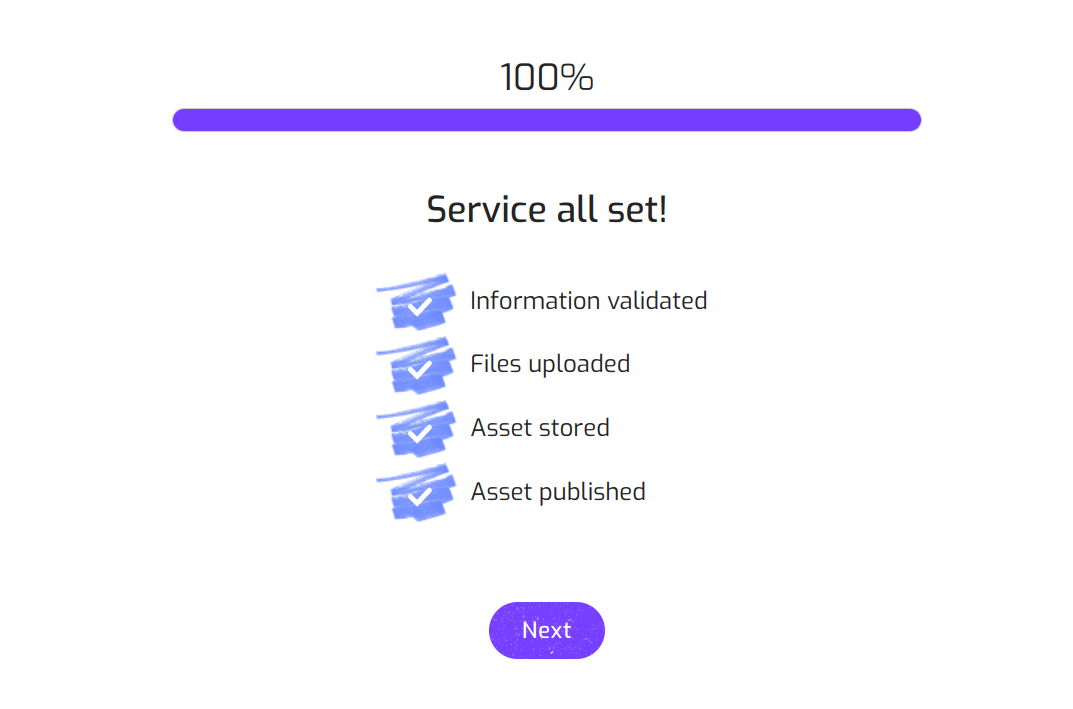 100%
Service all set!
Information validated
Files uploaded
Asset stored
Asset published
Next